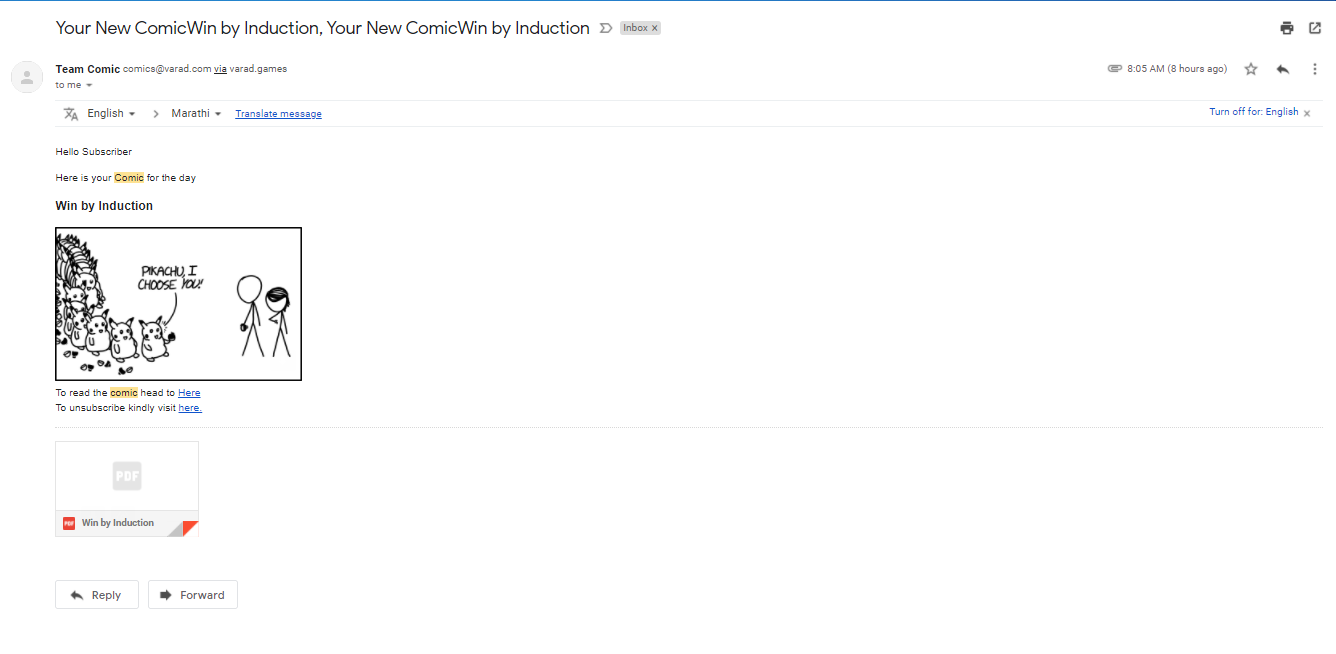 Your New ComicWin by Induction, Your New ComicWin by Induction Inbox x
Team Comic comics@varad.com via varad.games 8:05 AM (8 hours ago)
to me
English > Marathi Translate message Turn off for: English x
Hello Subscriber
Here is your Comic for the day
Win by Induction
PIKACHU, I
CHOOSE YOU!
To read the comic head to Here
To unsubscribe kindly visit here.
PDF
PDF Win by Induction
Reply Forward